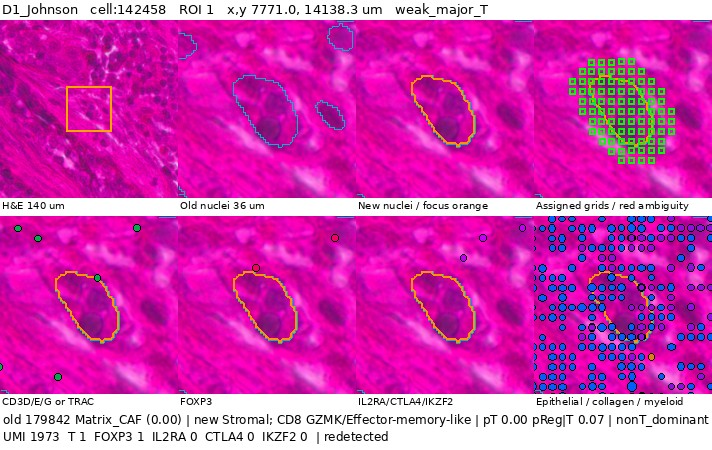 D1_Johnson cell:142458 ROI 1 x,y 7771.0, 14138.3 um weak_major_T
H&E 140 um
Old nuclei 36 um
New nuclei / focus orange
Assigned grids / red ambiguity
CD3D/E/G or TRAC
FOXP3
IL2RA/CTLA4/IKZF2
Epithelial / collagen / myeloid
old 179842 Matrix_CAF (0.00) | new Stromal; CD8 GZMK/Effector-memory-like | pT 0.00 pReg|T 0.07 | nonT_dominant
UMI 1973 T 1 FOXP3 1 IL2RA 0 CTLA4 0 IKZF2 0 | redetected